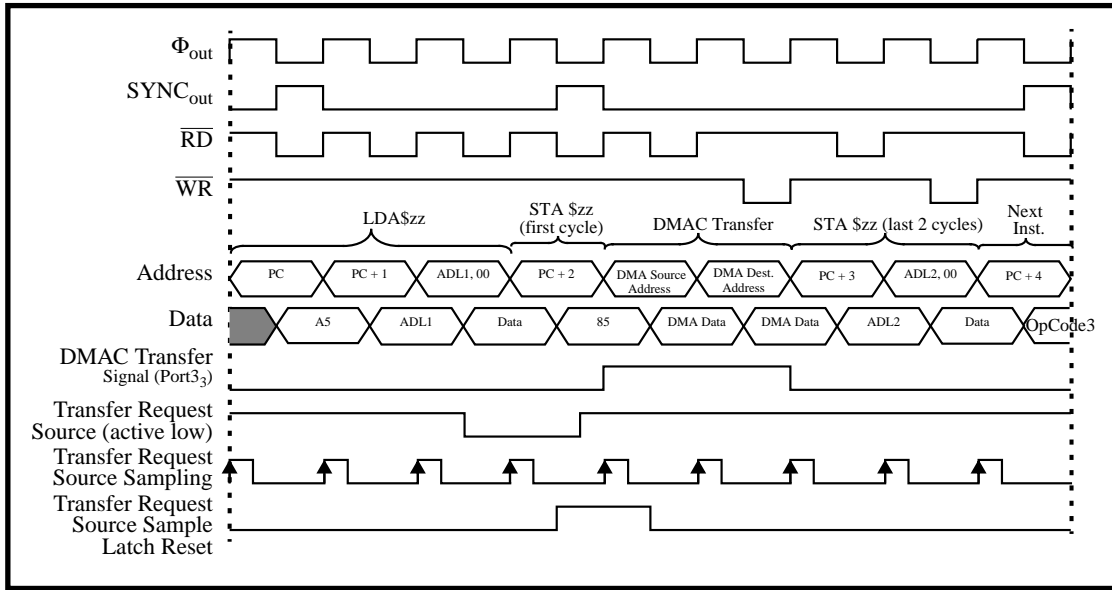 Φout
SYNCout
RD
WR
LDA$zz
STA $zz
(first cycle)
DMAC Transfer
STA $zz (last 2 cycles)
Next
Inst.
Address
PC
PC + 1
ADL1, 00
PC + 2
DMA Source
Address
DMA Dest.
Address
PC + 3
ADL2, 00
PC + 4
Data
A5
ADL1
Data
85
DMA Data
DMA Data
ADL2
Data
OpCode3
DMAC Transfer
Signal (Port33)
Transfer Request
Source (active low)
Transfer Request
Source Sampling
Transfer Request
Source Sample
Latch Reset